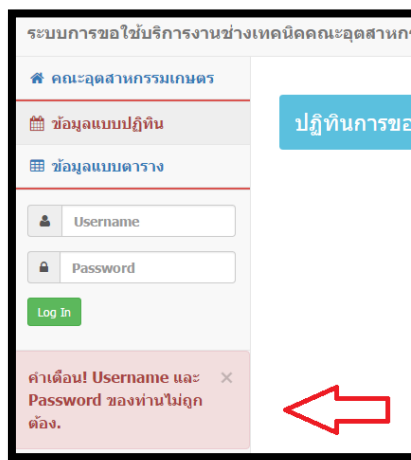 ระบบการขอใช้บริการงานช่างเทคนิคคณะอุตสาหกร
คณะอุตสาหกรรมเกษตร
ข้อมูลแบบปฏิทิน
ปฏิทินการขอ
ข้อมูลแบบตาราง
Username
Password
Log In
คำเตือน! Username และ
Password ของท่านไม่ถูก
ต้อง.